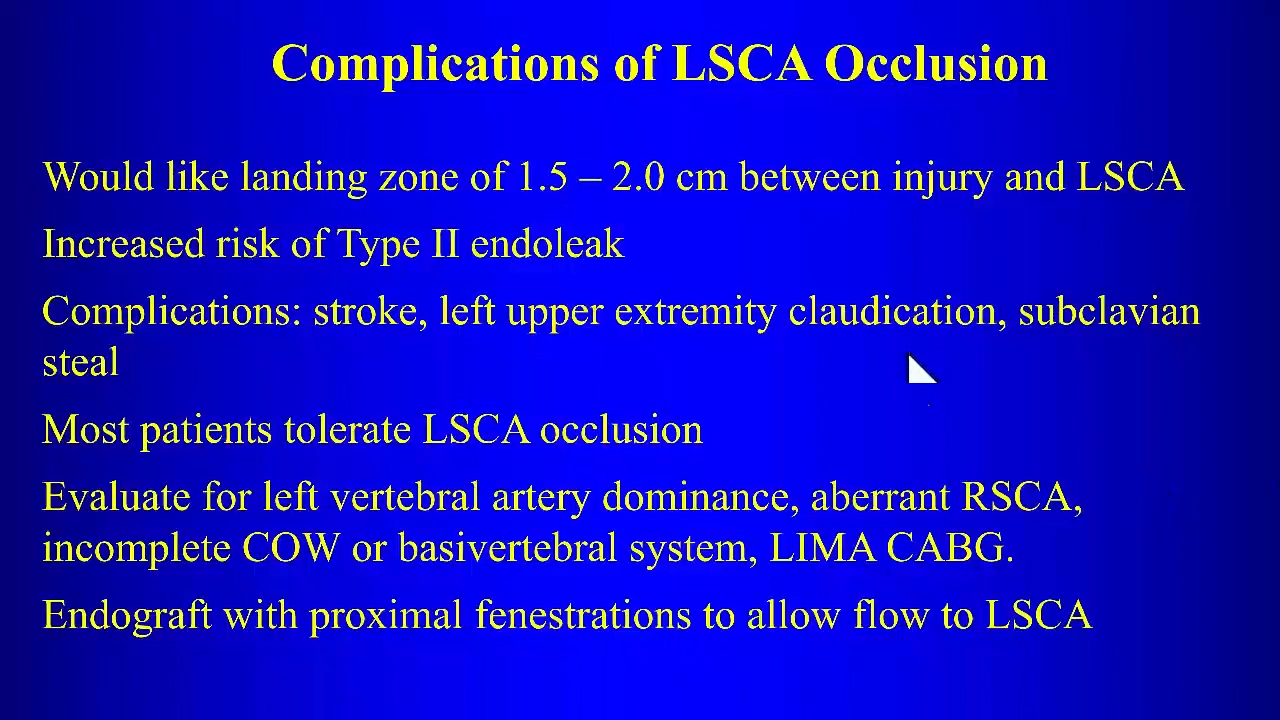 Complications of LSCA Occlusion
Would like landing zone of 1.5 – 2.0 cm between injury and LSCA
Increased risk of Type II endoleak
Complications: stroke, left upper extremity claudication, subclavian
steal
Most patients tolerate LSCA occlusion
Evaluate for left vertebral artery dominance, aberrant RSCA,
incomplete COW or basivertebral system, LIMA CABG.
Endograft with proximal fenestrations to allow flow to LSCA